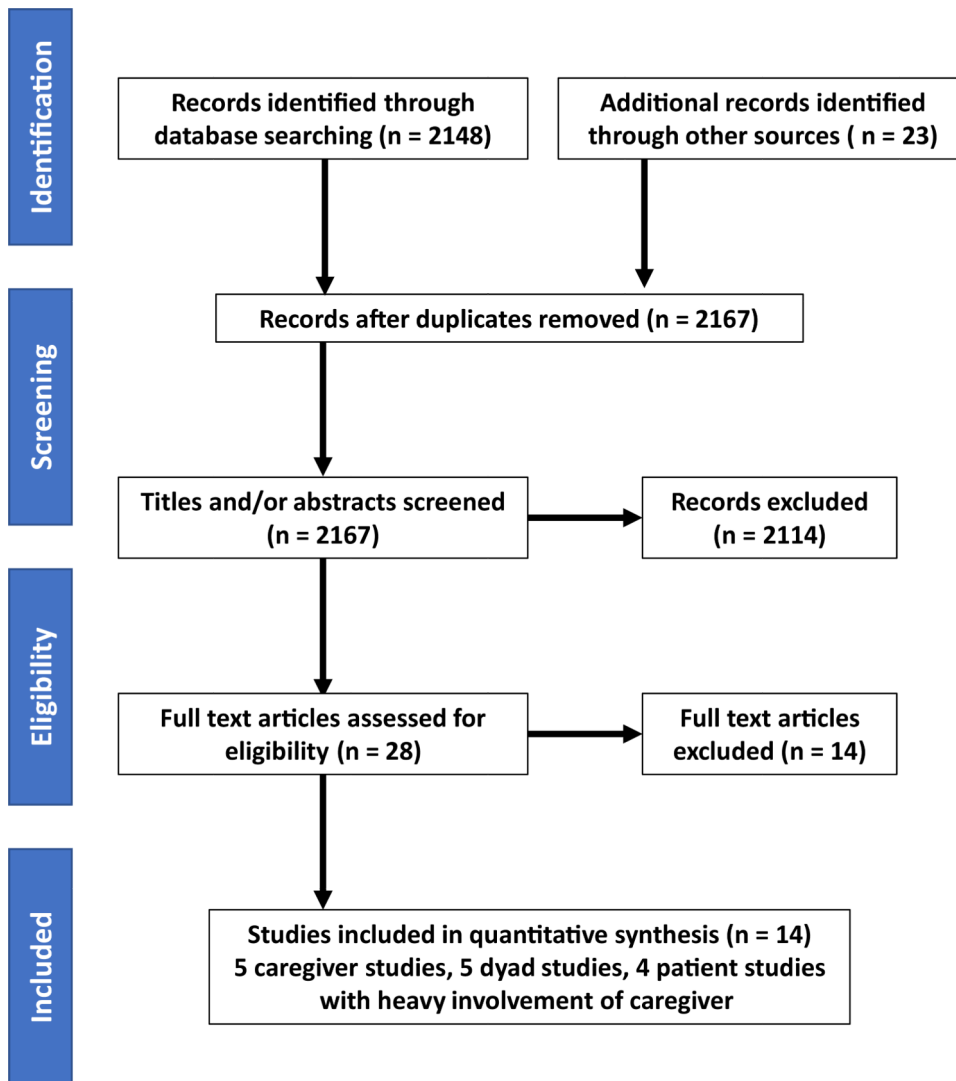 Identification
Records identified through
database searching (n = 2148)
Additional records identified
through other sources ( n = 23)
Screening
Records after duplicates removed (n = 2167)
Titles and/or abstracts screened
(n = 2167)
Records excluded
(n = 2114)
Eligibility
Full text articles assessed for
eligibility (n = 28)
Full text articles
excluded (n = 14)
Included
Studies included in quantitative synthesis (n = 14)
5 caregiver studies, 5 dyad studies, 4 patient studies
with heavy involvement of caregiver